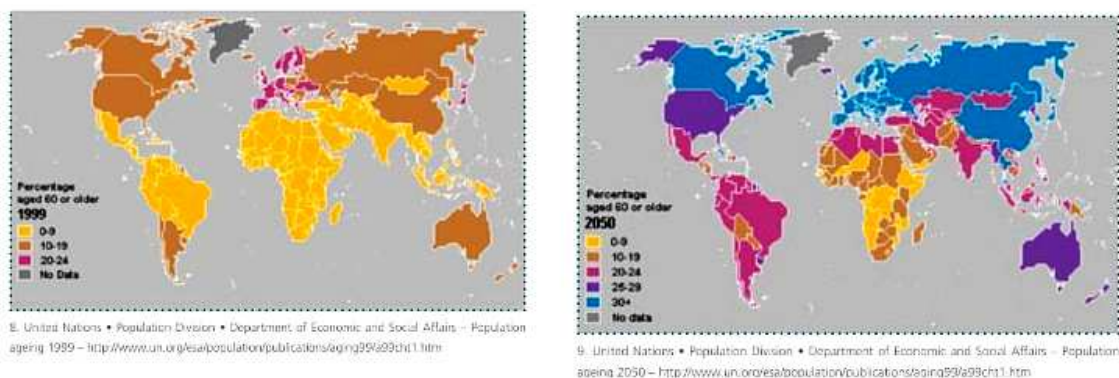 Percentage
aged 60 or older
1999
0-9
10-19
20-24
No Data
8. United Nations • Population Division • Department of Economic and Social Affairs – Population
ageing 1999 – http://www.un.org/esa/population/publications/aging99/a99cht1.htm
Percentage
aged 60 or older
2050
0-9
10-19
20-24
25-29
30+
No data
9. United Nations • Population Division • Department of Economic and Social Affairs – Population
ageing 2050 – http://www.un.org/esa/population/publications/aging99/a99cht1.htm